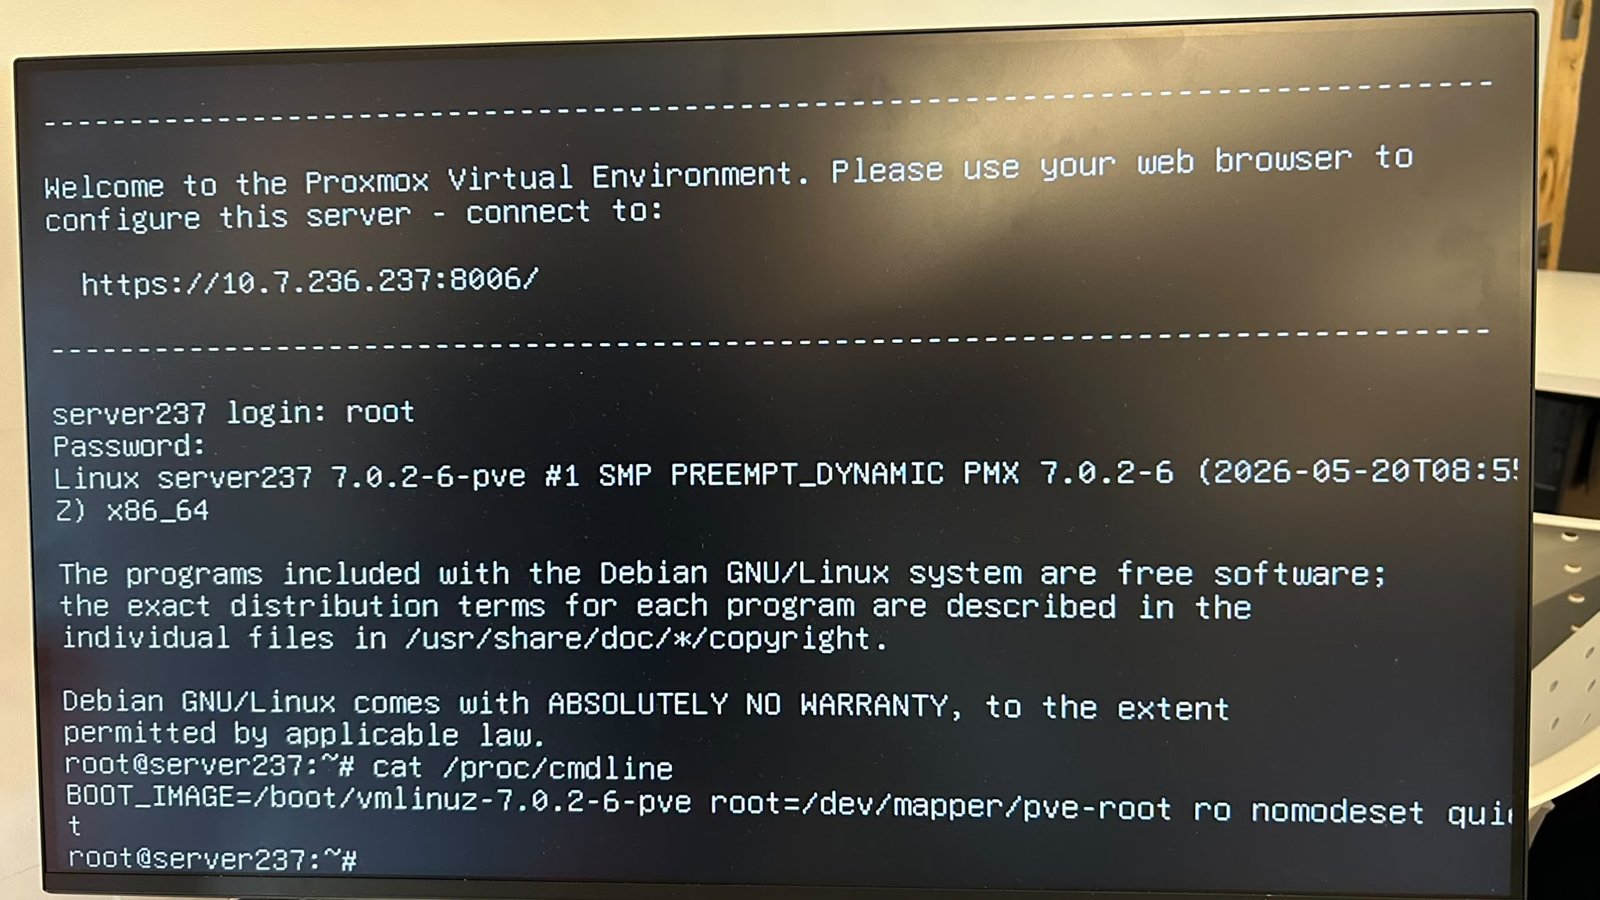 --------------------------------------------------------------------------------
Welcome to the Proxmox Virtual Environment. Please use your web browser to
configure this server - connect to:
https://10.7.236.237:8006/
--------------------------------------------------------------------------------
server237 login: root
Password:
Linux server237 7.0.2-6-pve #1 SMP PREEMPT_DYNAMIC PMX 7.0.2-6 (2026-05-20T08:5
Z) x86_64
The programs included with the Debian GNU/Linux system are free software;
the exact distribution terms for each program are described in the
individual files in /usr/share/doc/*/copyright.
Debian GNU/Linux comes with ABSOLUTELY NO WARRANTY, to the extent
permitted by applicable law.
root@server237:~# cat /proc/cmdline
BOOT_IMAGE=/boot/vmlinuz-7.0.2-6-pve root=/dev/mapper/pve-root ro nomodeset quie
t
root@server237:~#